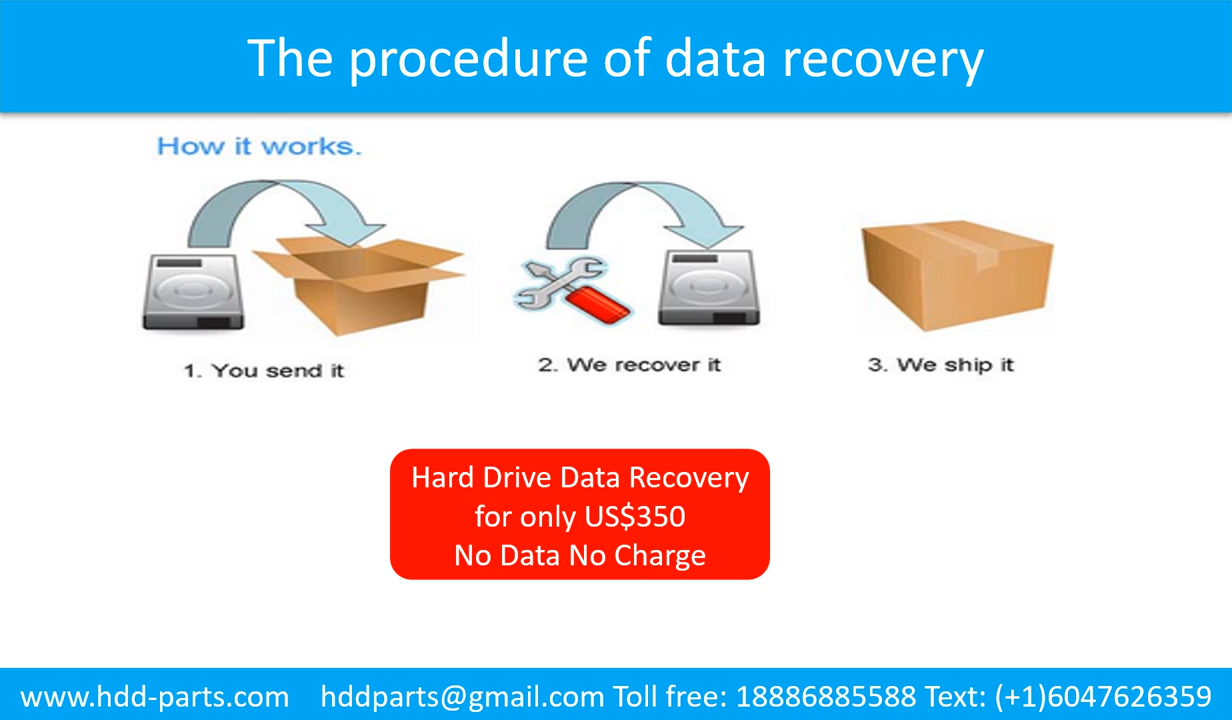 The procedure of data recovery
How it works.
1. You send it
2. We recover it
3. We ship it
Hard Drive Data Recovery
for only US$350
No Data No Charge
www.hdd-parts.com hddparts@gmail.com Toll free: 18886885588 Text: (+1)6047626359